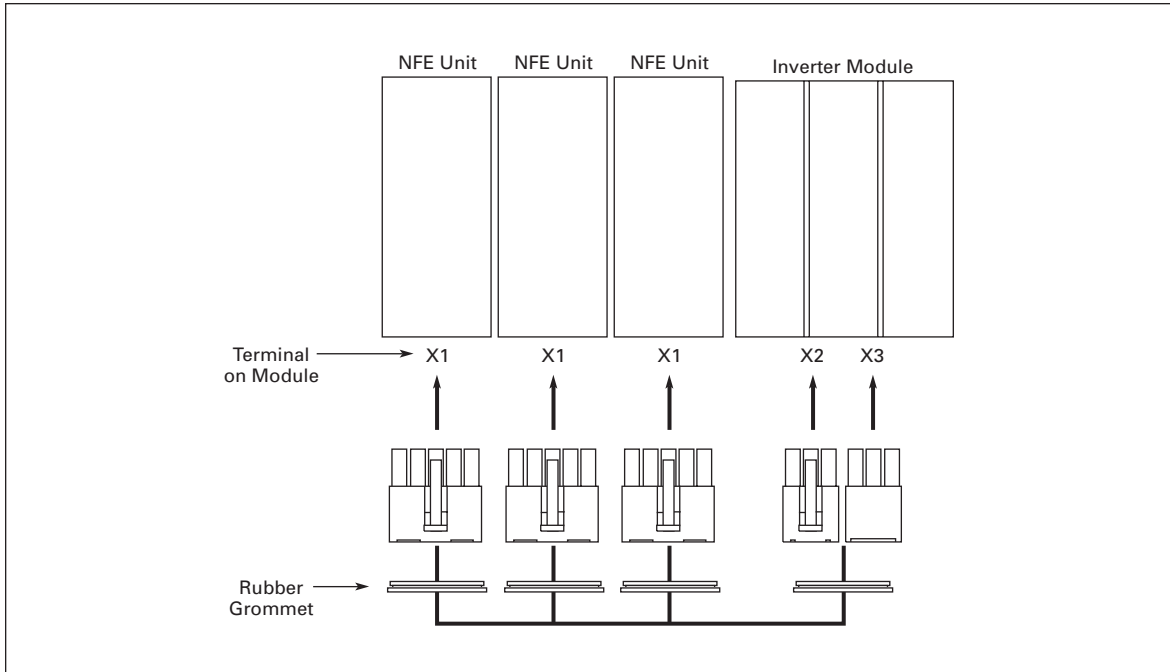 NFE Unit
NFE Unit
NFE Unit
Inverter Module
Terminal
on Module
X1
X1
X1
X2
X3
Rubber
Grommet